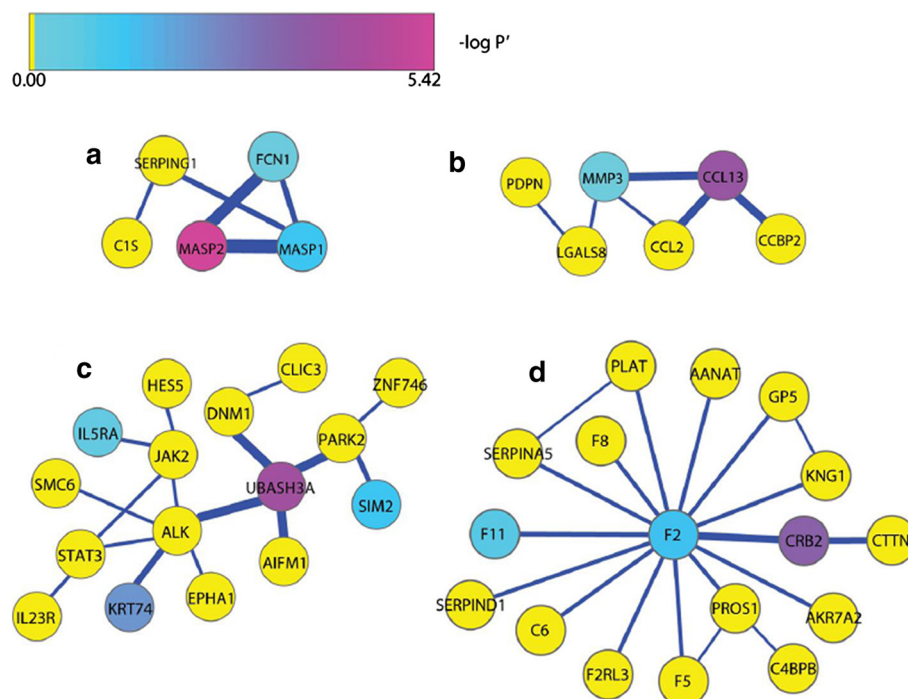 -log P'
0.00
5.42
a
SERPING1
FCN1
C1S
MASP2
MASP1
b
PDPN
MMP3
CCL13
LGALS8
CCL2
CCBP2
c
HES5
CLIC3
ZNF746
IL5RA
DNM1
JAK2
PARK2
SMC6
UBASH3A
SIM2
ALK
STAT3
AIFM1
IL23R
KRT74
EPHA1
d
PLAT
AANAT
GP5
SERPINA5
F8
KNG1
F11
F2
CRB2
CTTN
SERPIND1
C6
PROS1
AKR7A2
F2RL3
F5
C4BPB